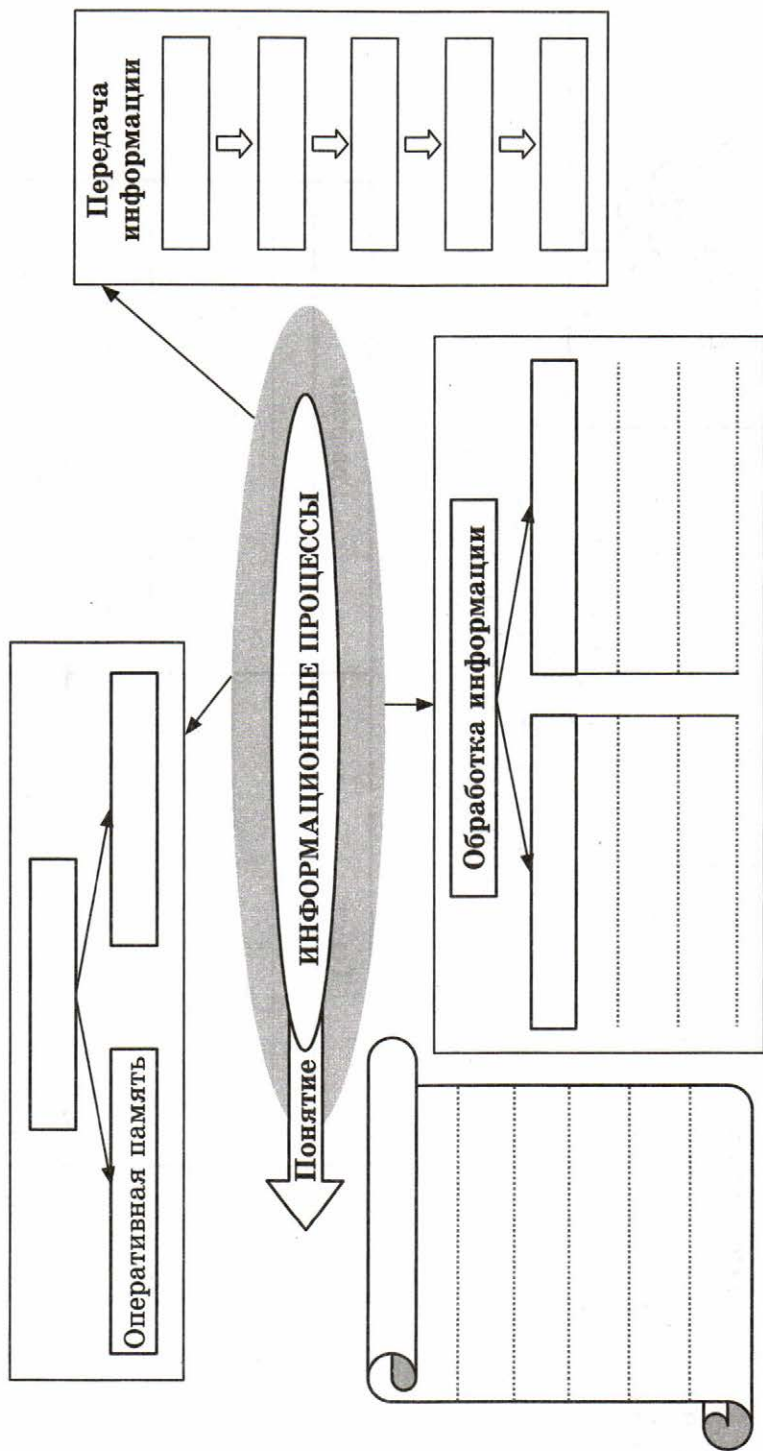 Оперативная память
Понятие
ИНФОРМАЦИОННЫЕ ПРОЦЕССЫ
Обработка информации
Передача
информации